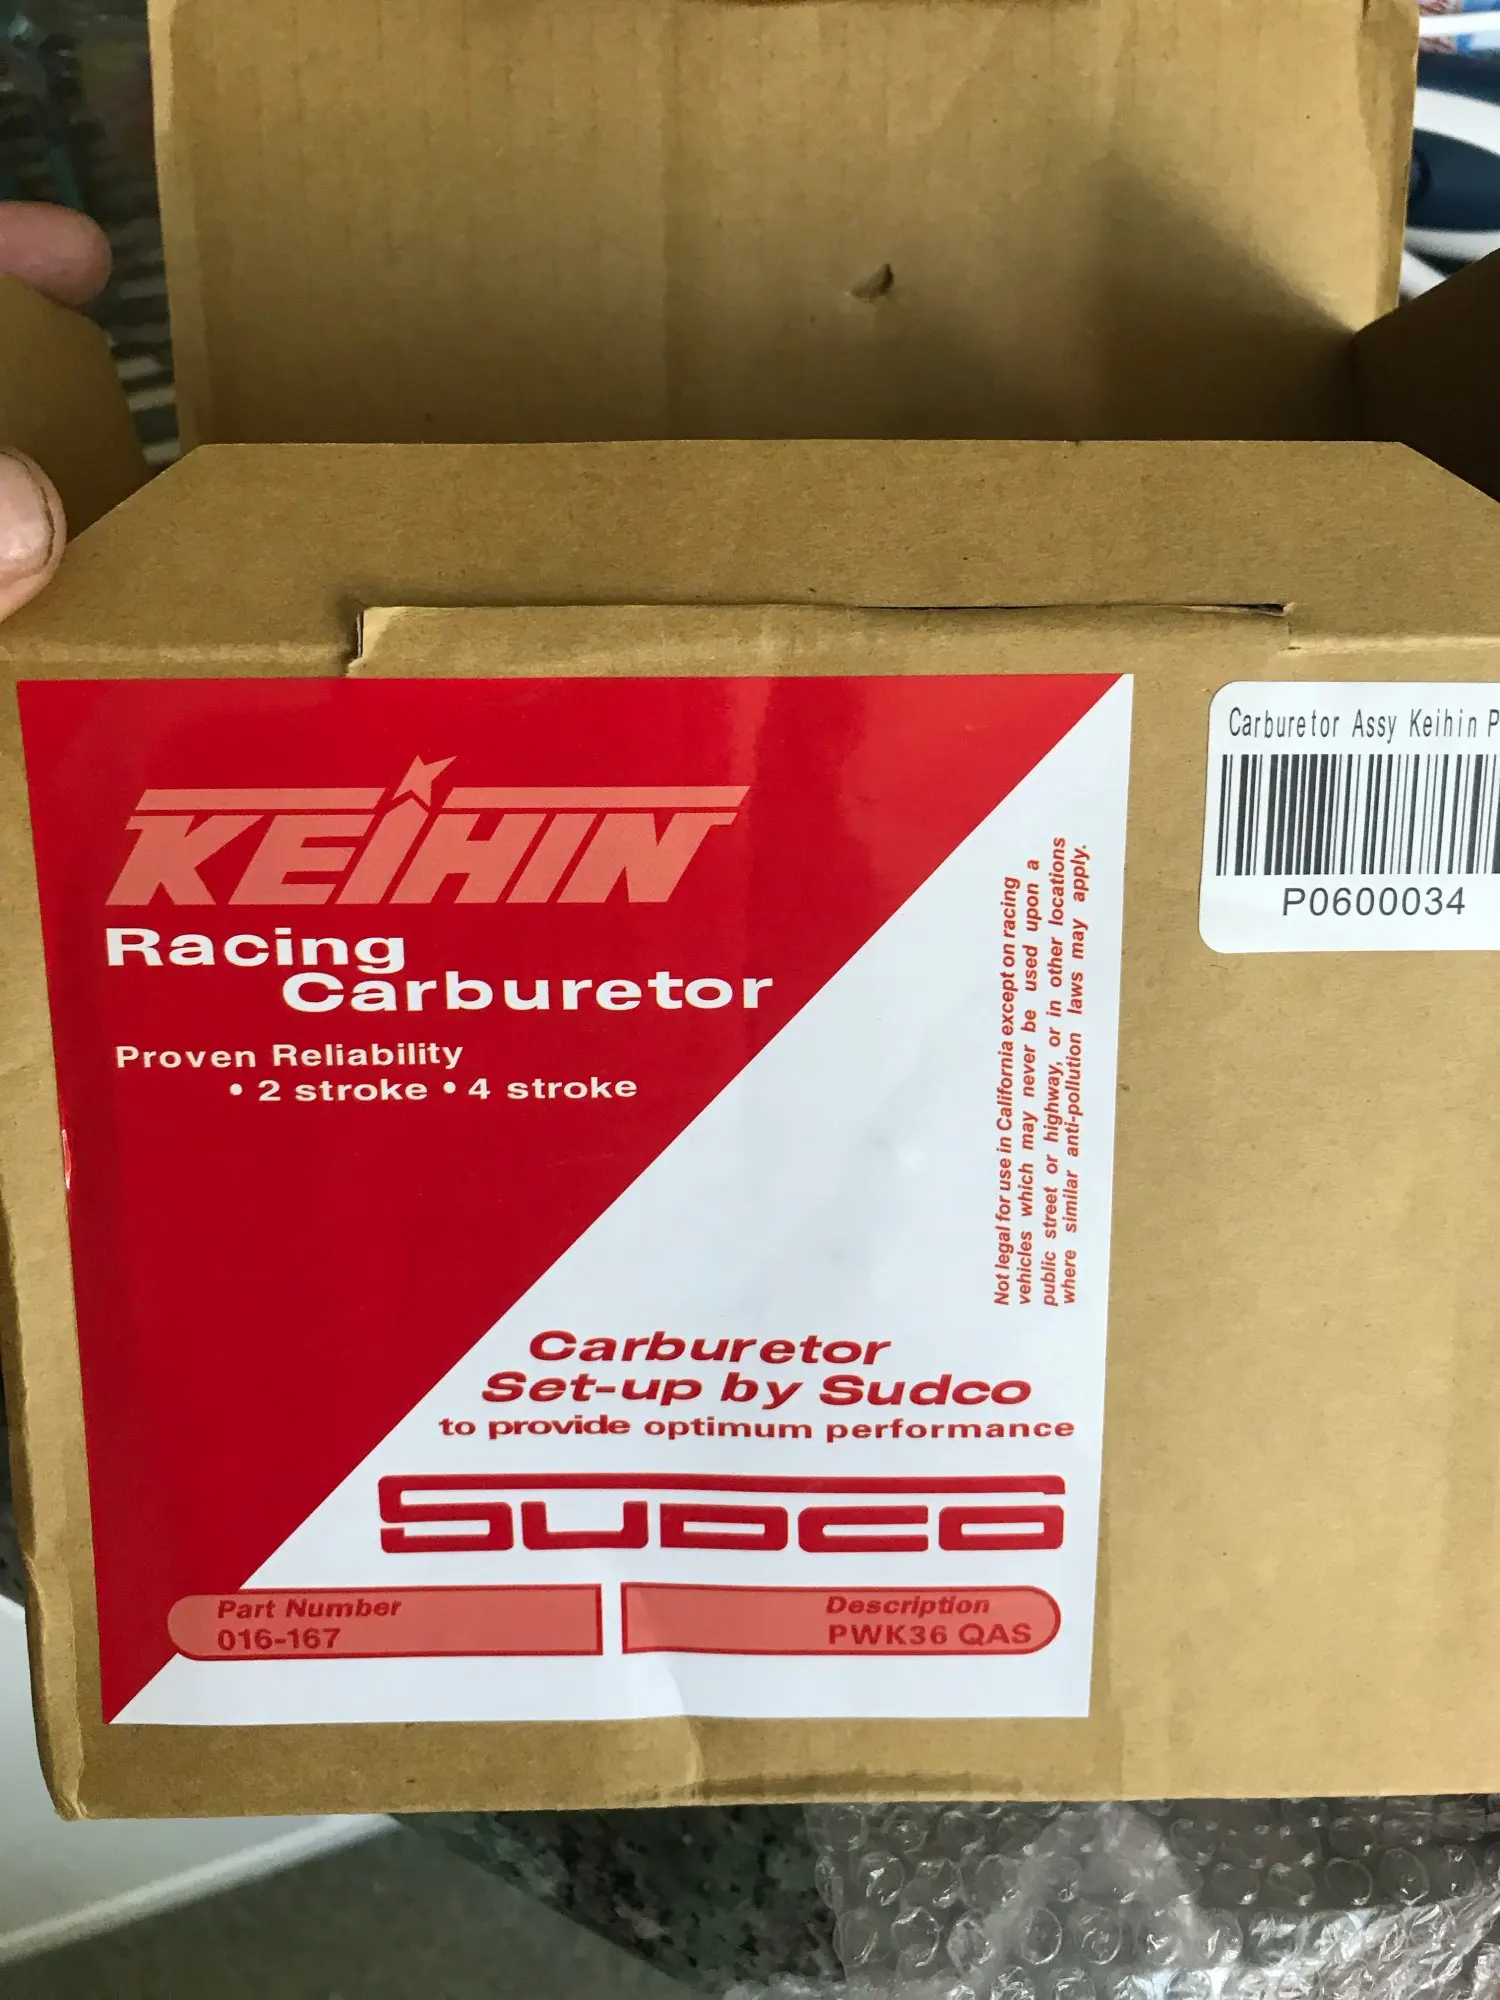 KEIHIN
Racing
Carburetor
Proven Reliability
• 2 stroke • 4 stroke
Not legal for use in California except on racing
vehicles which may never be used upon a
public street or highway, or in other locations
where similar anti-pollution laws may apply.
Carburetor
Set-up by Sudco
to provide optimum performance
SUDCO
Part Number
016-167
Description
PWK36 QAS
Carburetor Assy Keihin P
P0600034